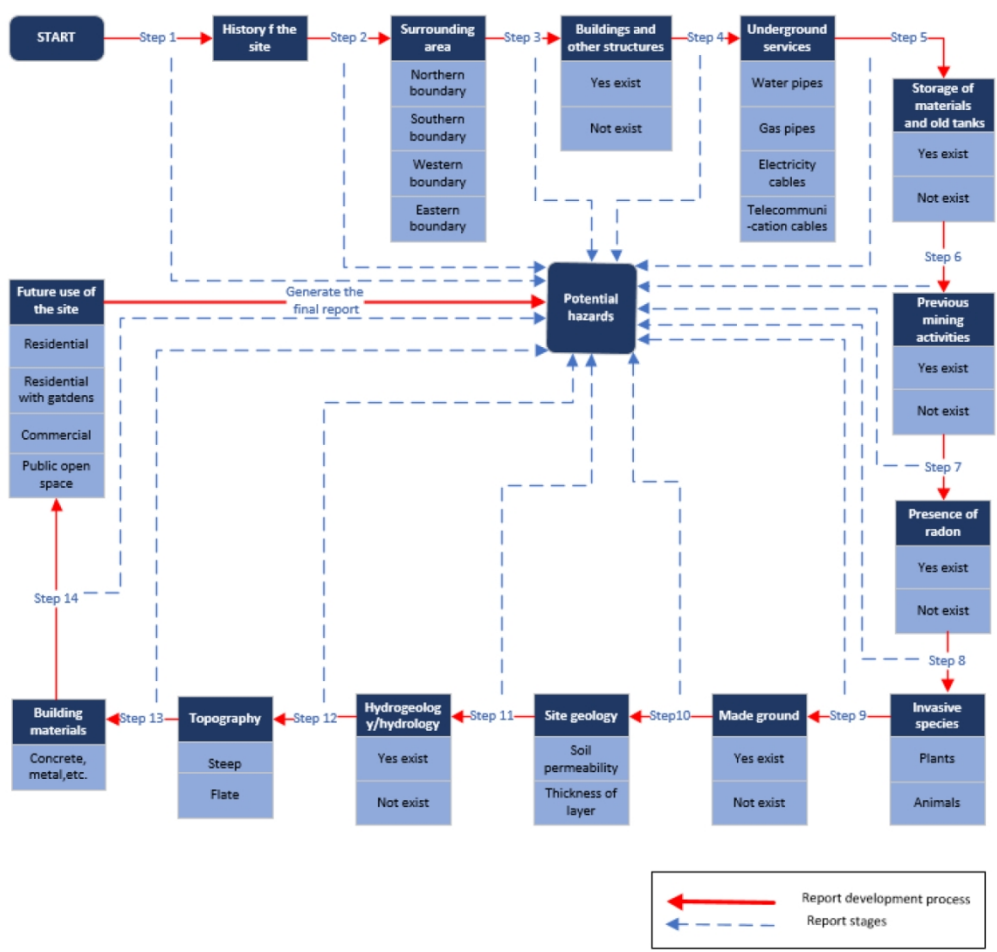 START
Step 1
History f the
site
Step 2
Surrounding
area
Northern
boundary
Southern
boundary
Western
boundary
Eastern
boundary
Step 3
Buildings and
other structures
Yes exist
Not exist
Step 4
Underground
services
Water pipes
Gas pipes
Electricity
cables
Telecommuni
-cation cables
Step 5
Storage of
materials
and old tanks
Yes exist
Not exist
Step 6
Previous
mining
activities
Yes exist
Not exist
Step 7
Presence of
radon
Yes exist
Not exist
Step 8
Invasive
species
Plants
Animals
Step 9
Made ground
Yes exist
Not exist
Step10
Site geology
Soil
permeability
Thickness of
layer
Step 11
Hydrogeolog
y/hydrology
Yes exist
Not exist
Step 12
Topography
Steep
Flate
Step 13
Building
materials
Concrete,
metal,etc.
Step 14
Future use of
the site
Residential
Residential
with gatdens
Commercial
Public open
space
Generate the
final report
Potential
hazards
Report development process
Report stages